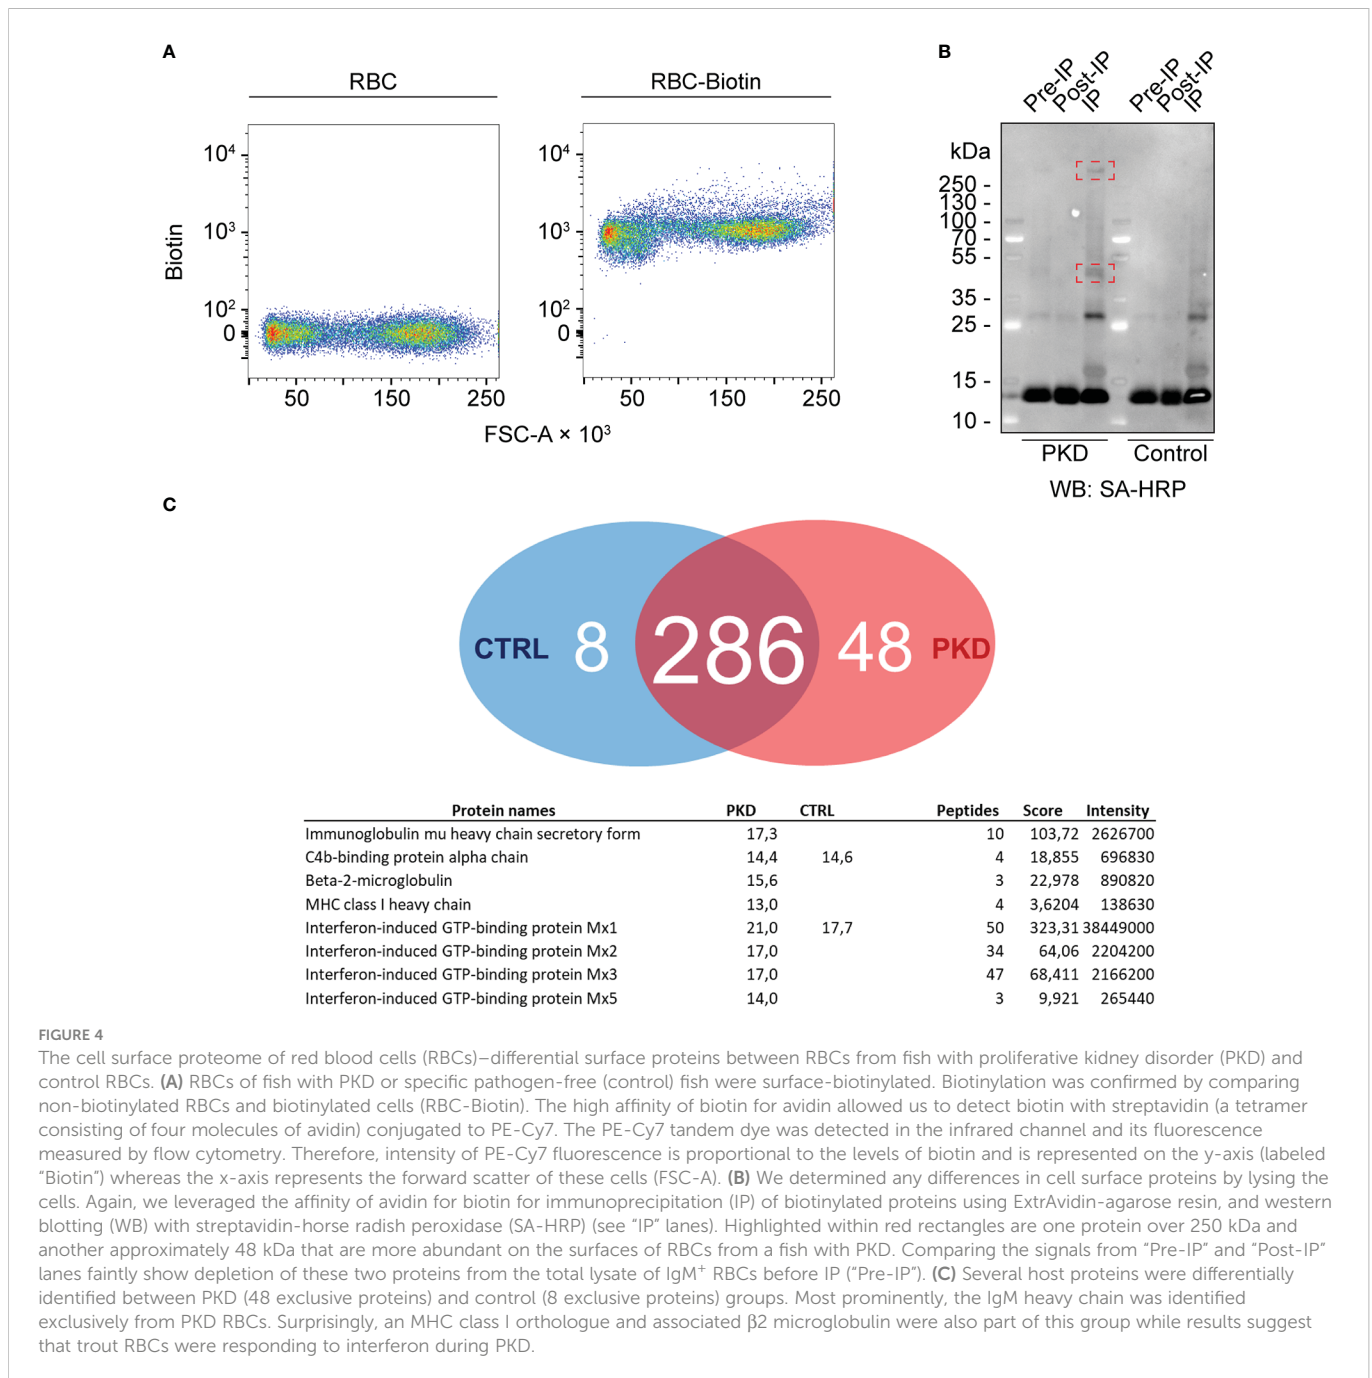 A
RBC
RBC-Biotin
10⁴
10³
10²
0
Biotin
50
150
250
10⁴
10³
10²
0
50
150
250
FSC-A × 10³
B
Pre-IP
Post-IP
IP
Pre-IP
Post-IP
IP
kDa
250 -
130 -
100 -
70 -
55 -
35 -
25 -
15 -
10 -
PKD
Control
WB: SA-HRP
C
CTRL 8 286 48 PKD
Protein names PKD CTRL Peptides Score Intensity
Immunoglobulin mu heavy chain secretory form 17,3 10 103,72 2626700
C4b-binding protein alpha chain 14,4 14,6 4 18,855 696830
Beta-2-microglobulin 15,6 3 22,978 890820
MHC class I heavy chain 13,0 4 3,6204 138630
Interferon-induced GTP-binding protein Mx1 21,0 17,7 50 323,31 38449000
Interferon-induced GTP-binding protein Mx2 17,0 34 64,06 2204200
Interferon-induced GTP-binding protein Mx3 17,0 47 68,411 2166200
Interferon-induced GTP-binding protein Mx5 14,0 3 9,921 265440
FIGURE 4
The cell surface proteome of red blood cells (RBCs)–differential surface proteins between RBCs from fish with proliferative kidney disorder (PKD) and
control RBCs. (A) RBCs of fish with PKD or specific pathogen-free (control) fish were surface-biotinylated. Biotinylation was confirmed by comparing
non-biotinylated RBCs and biotinylated cells (RBC-Biotin). The high affinity of biotin for avidin allowed us to detect biotin with streptavidin (a tetramer
consisting of four molecules of avidin) conjugated to PE-Cy7. The PE-Cy7 tandem dye was detected in the infrared channel and its fluorescence
measured by flow cytometry. Therefore, intensity of PE-Cy7 fluorescence is proportional to the levels of biotin and is represented on the y-axis (labeled
“Biotin”) whereas the x-axis represents the forward scatter of these cells (FSC-A). (B) We determined any differences in cell surface proteins by lysing the
cells. Again, we leveraged the affinity of avidin for biotin for immunoprecipitation (IP) of biotinylated proteins using ExtrAvidin-agarose resin, and western
blotting (WB) with streptavidin-horse radish peroxidase (SA-HRP) (see “IP” lanes). Highlighted within red rectangles are one protein over 250 kDa and
another approximately 48 kDa that are more abundant on the surfaces of RBCs from a fish with PKD. Comparing the signals from “Pre-IP” and “Post-IP”
lanes faintly show depletion of these two proteins from the total lysate of IgM⁺ RBCs before IP (“Pre-IP”). (C) Several host proteins were differentially
identified between PKD (48 exclusive proteins) and control (8 exclusive proteins) groups. Most prominently, the IgM heavy chain was identified
exclusively from PKD RBCs. Surprisingly, an MHC class I orthologue and associated β2 microglobulin were also part of this group while results suggest
that trout RBCs were responding to interferon during PKD.